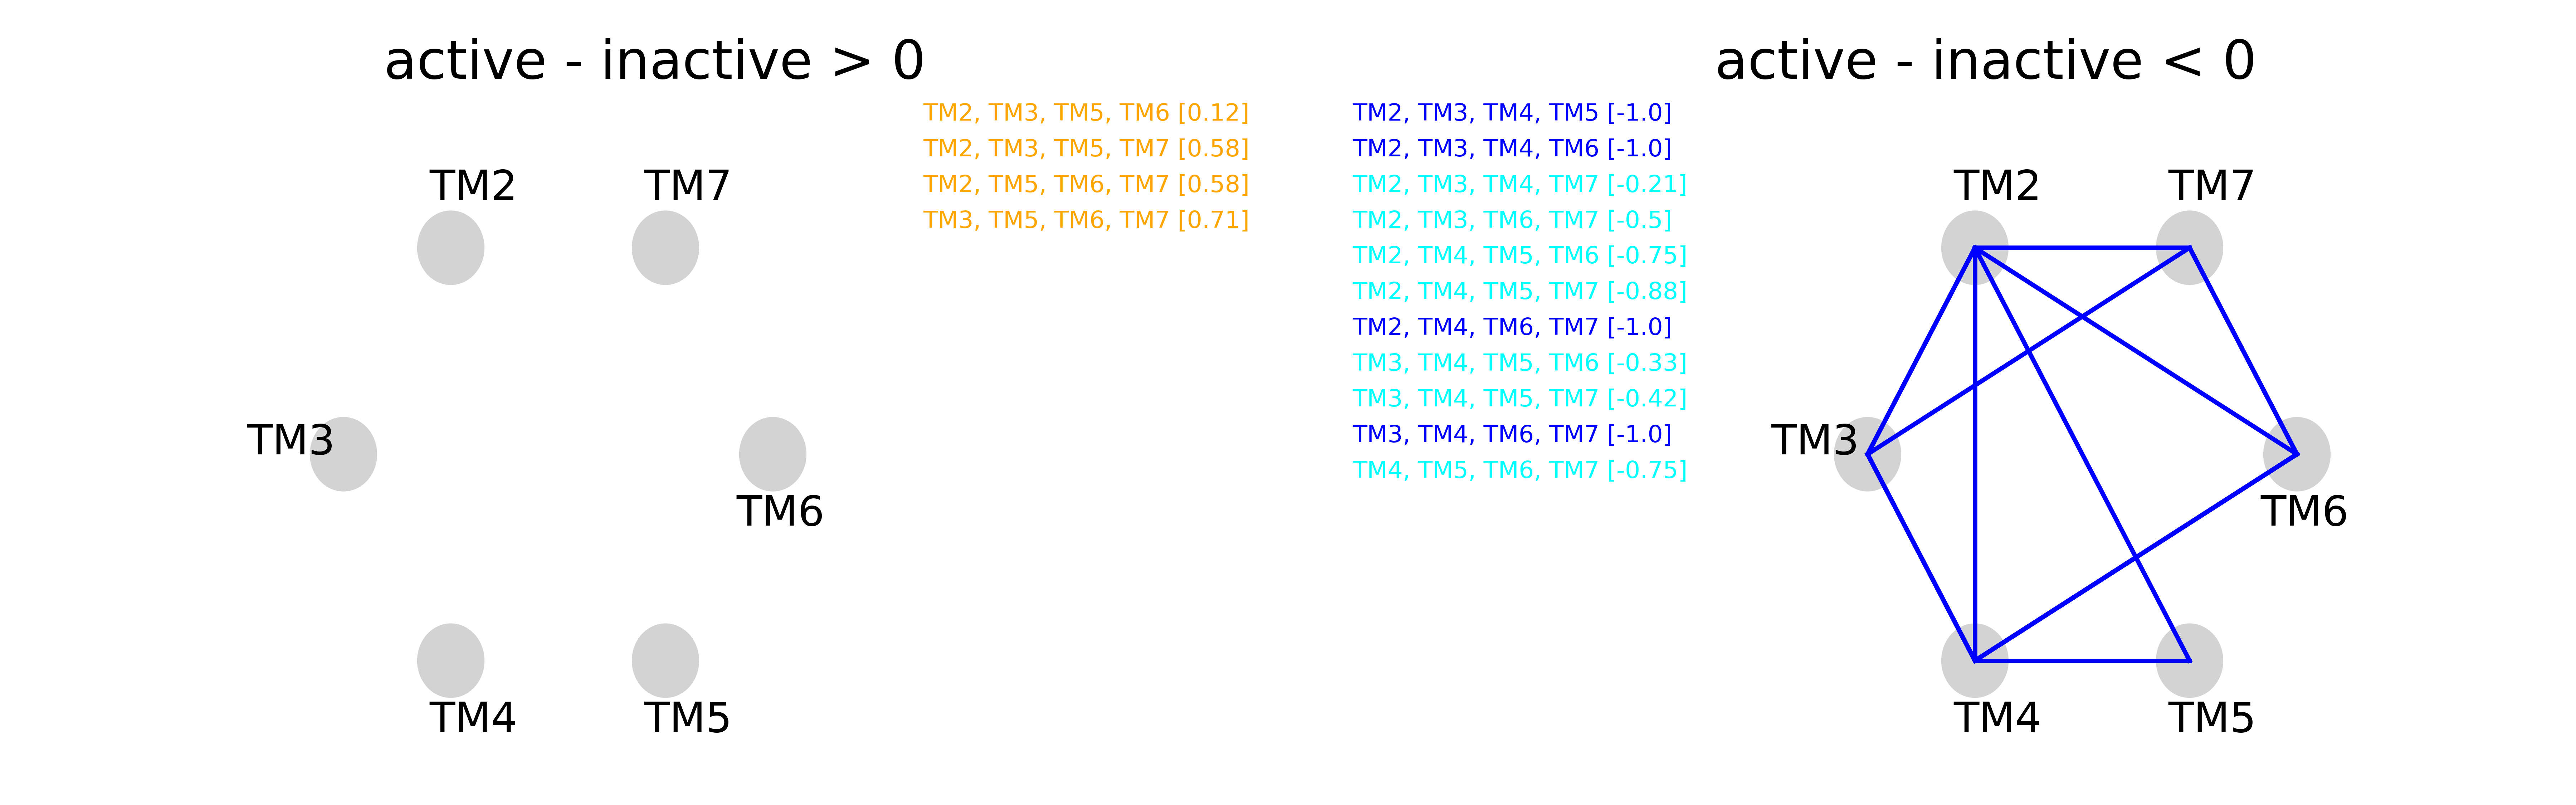 active - inactive > 0
TM2, TM3, TM5, TM6 [0.12]
TM2, TM3, TM5, TM7 [0.58]
TM2, TM5, TM6, TM7 [0.58]
TM3, TM5, TM6, TM7 [0.71]
TM2
TM7
TM3
TM6
TM4
TM5
active - inactive < 0
TM2, TM3, TM4, TM5 [-1.0]
TM2, TM3, TM4, TM6 [-1.0]
TM2, TM3, TM4, TM7 [-0.21]
TM2, TM3, TM6, TM7 [-0.5]
TM2, TM4, TM5, TM6 [-0.75]
TM2, TM4, TM5, TM7 [-0.88]
TM2, TM4, TM6, TM7 [-1.0]
TM3, TM4, TM5, TM6 [-0.33]
TM3, TM4, TM5, TM7 [-0.42]
TM3, TM4, TM6, TM7 [-1.0]
TM4, TM5, TM6, TM7 [-0.75]
TM2
TM7
TM3
TM6
TM4
TM5